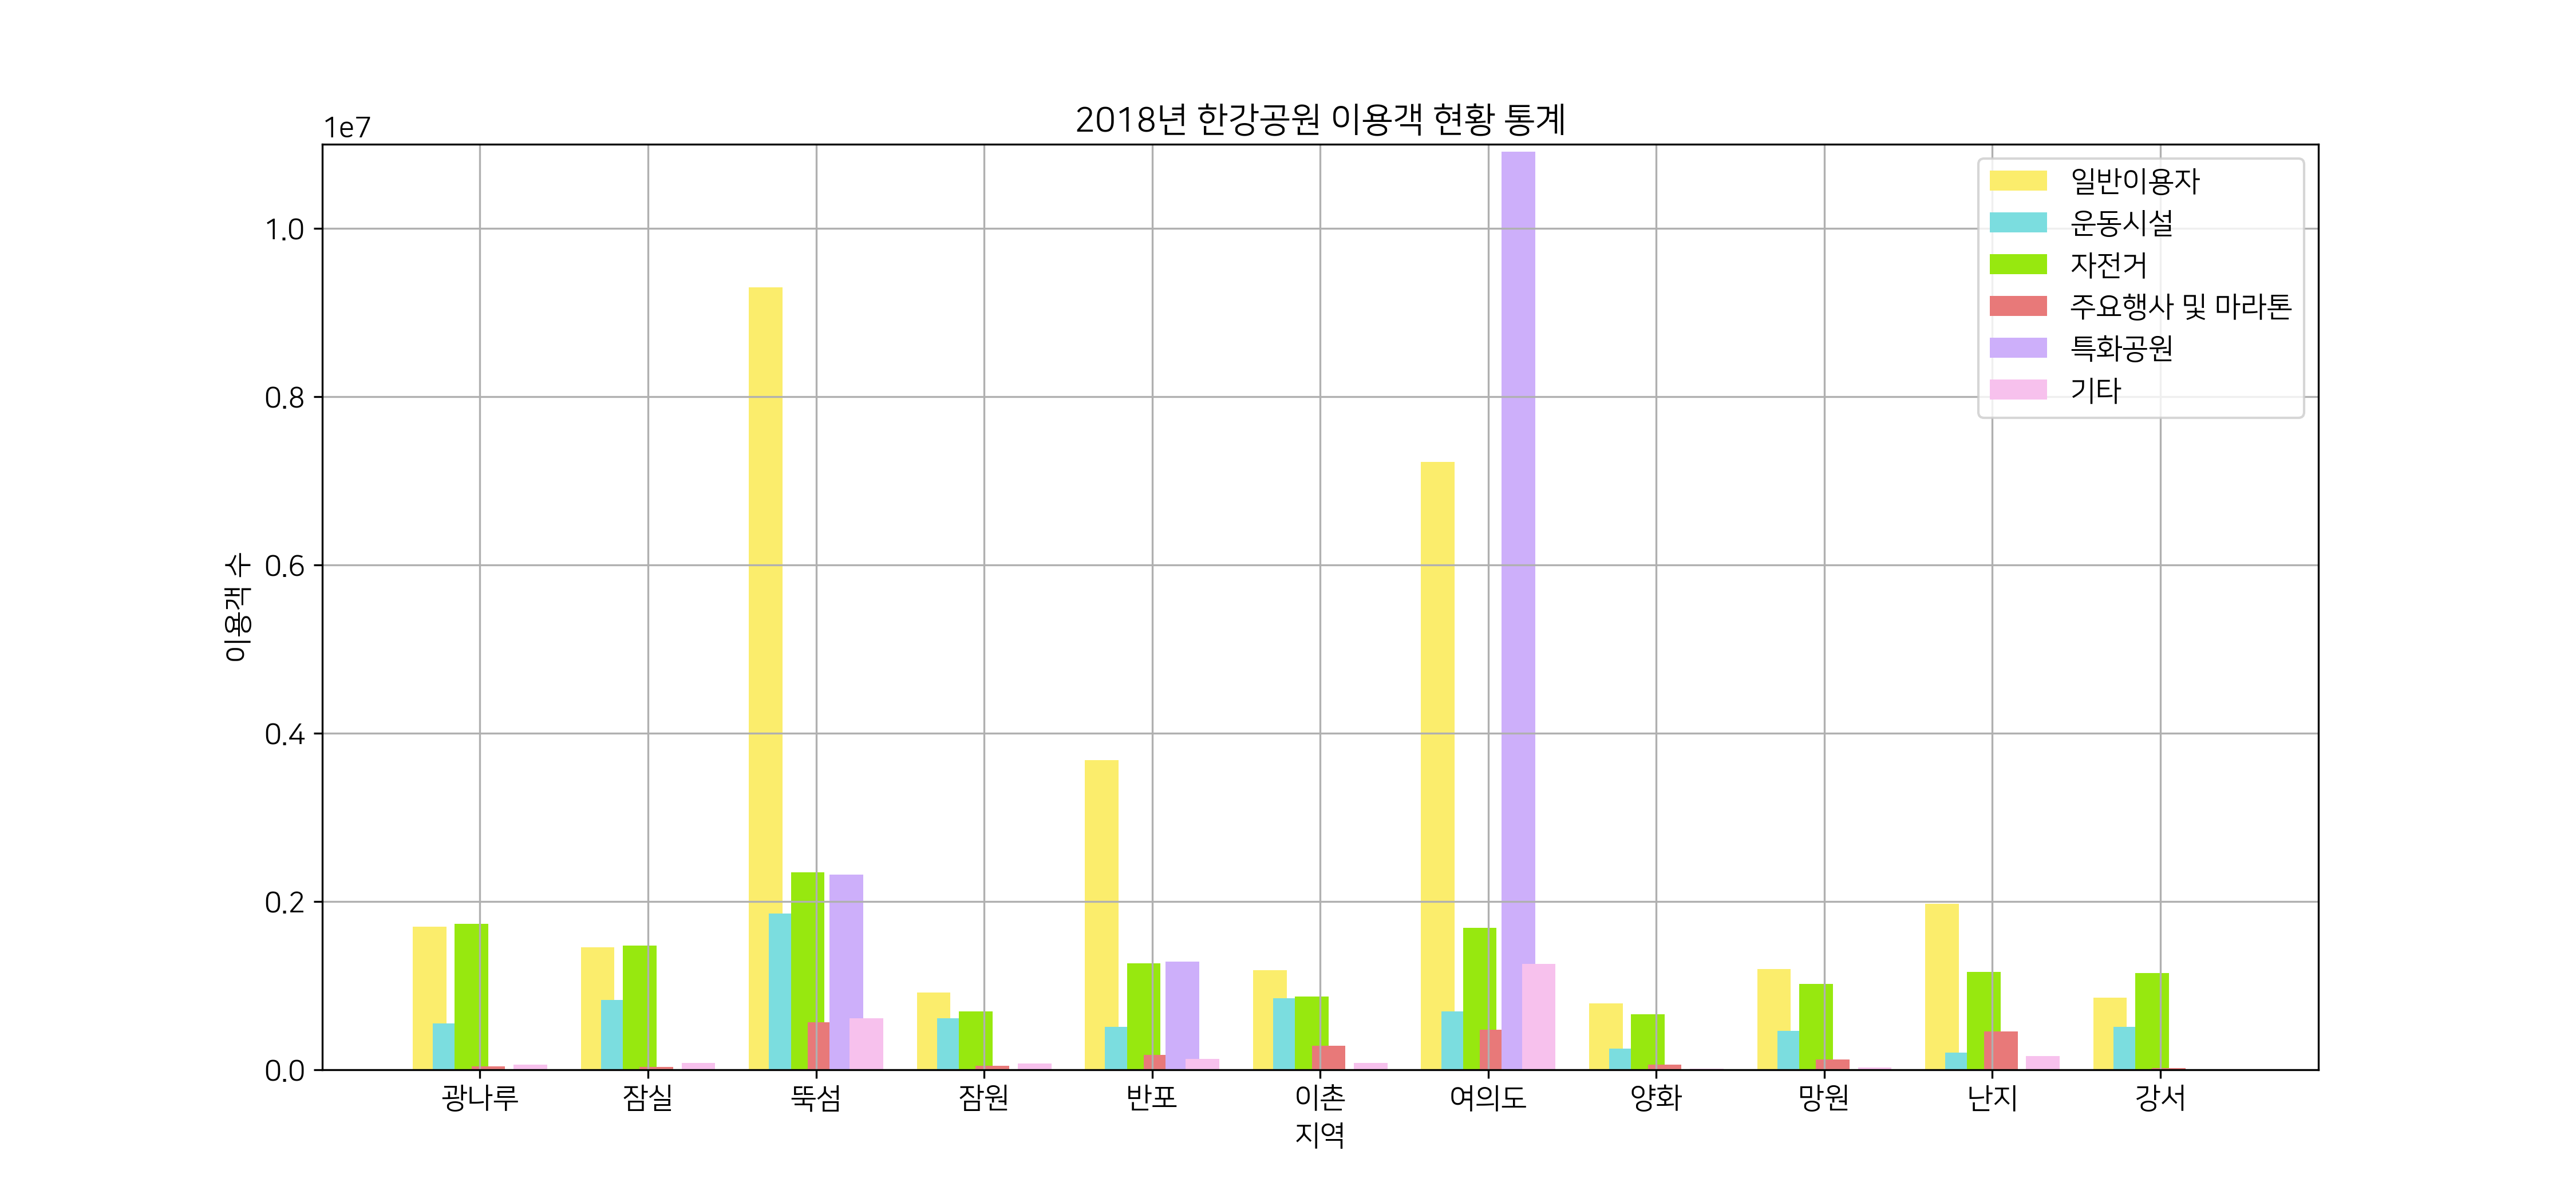 2018년 한강공원 이용객 현황 통계
1e7
1.0
0.8
0.6
0.4
0.2
0.0
이용객 수
일반이용자
운동시설
자전거
주요행사 및 마라톤
특화공원
기타
광나루 잠실 뚝섬 잠원 반포 이촌 여의도 양화 망원 난지 강서
지역